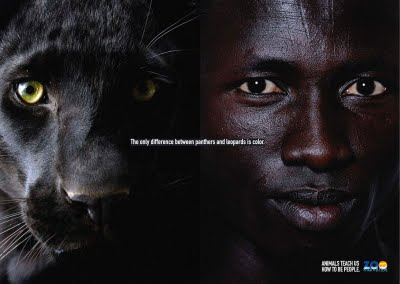 The only difference between panthers and leopards is color.
ANIMALS TEACH US
HOW TO BE PEOPLE.
ZOO